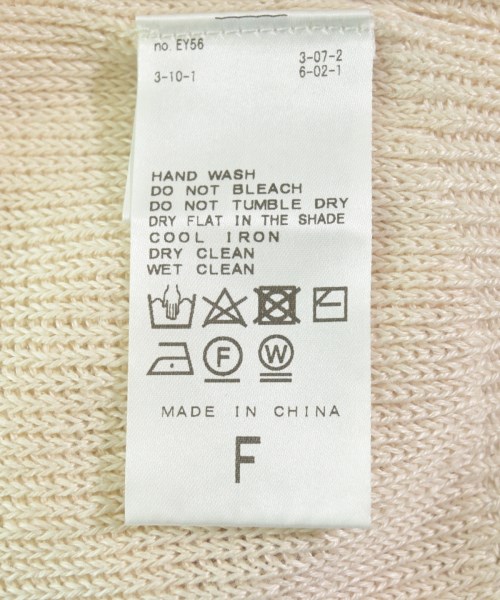 no. EY56
3-07-2
3-10-1
6-02-1
HAND WASH
DO NOT BLEACH
DO NOT TUMBLE DRY
DRY FLAT IN THE SHADE
COOL IRON
DRY CLEAN
WET CLEAN
F
W
MADE IN CHINA
F